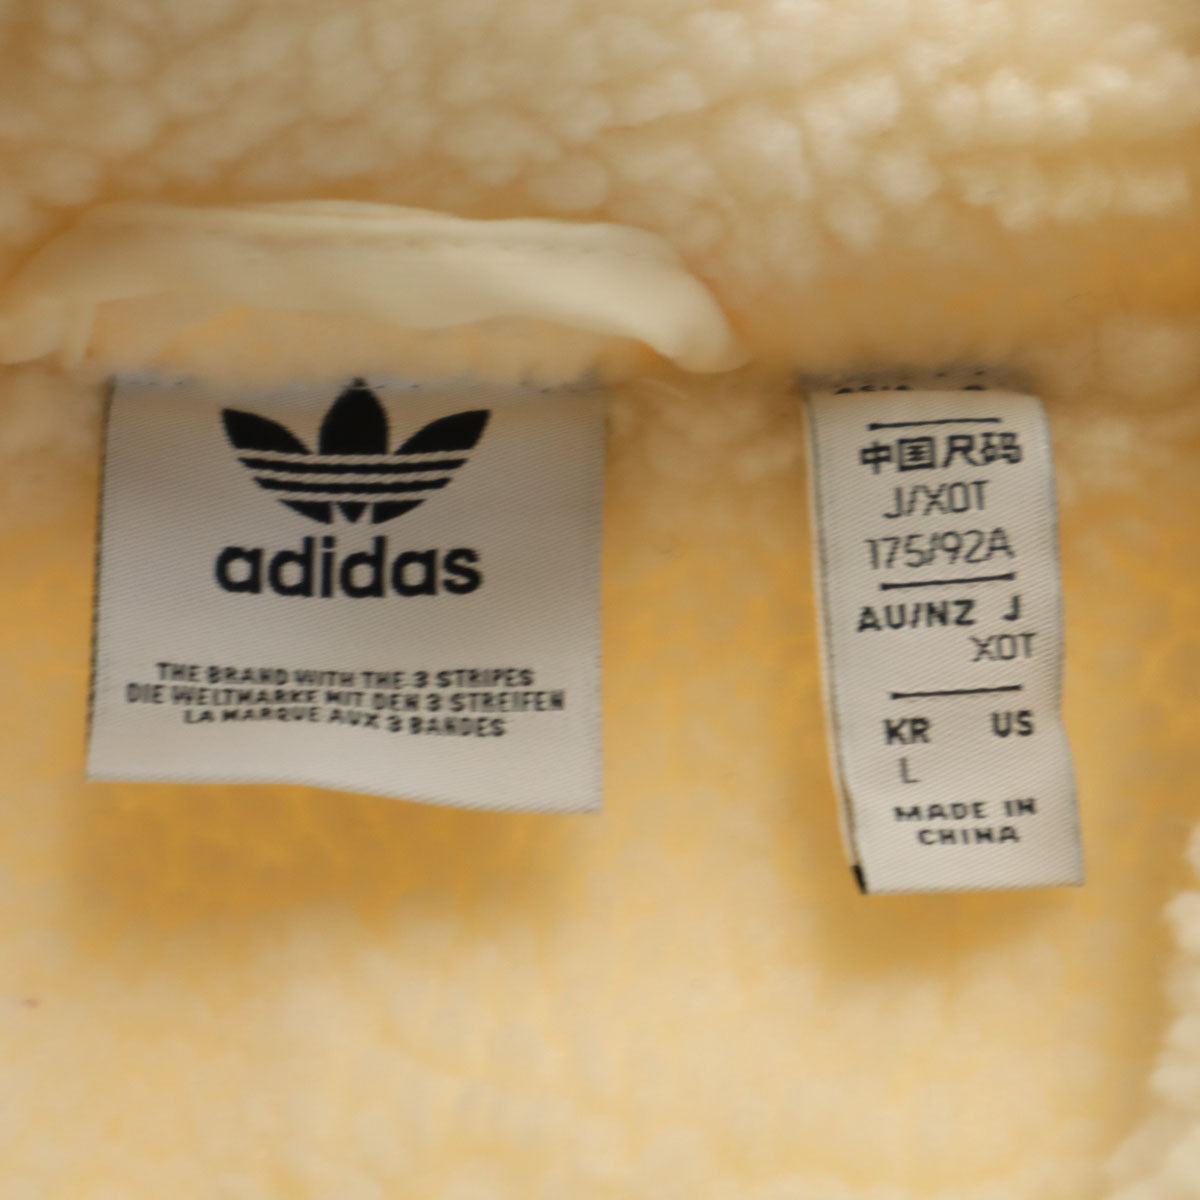 adidas
THE BRAND WITH THE 3 STRIPES
DIE WELTMARKE MIT DEN 3 STREIFEN
LA MARQUE AUX 3 BANDES
中国尺码
J/XOT
175/92A
AU/NZ J
XOT
KR US
L
MADE IN
CHINA